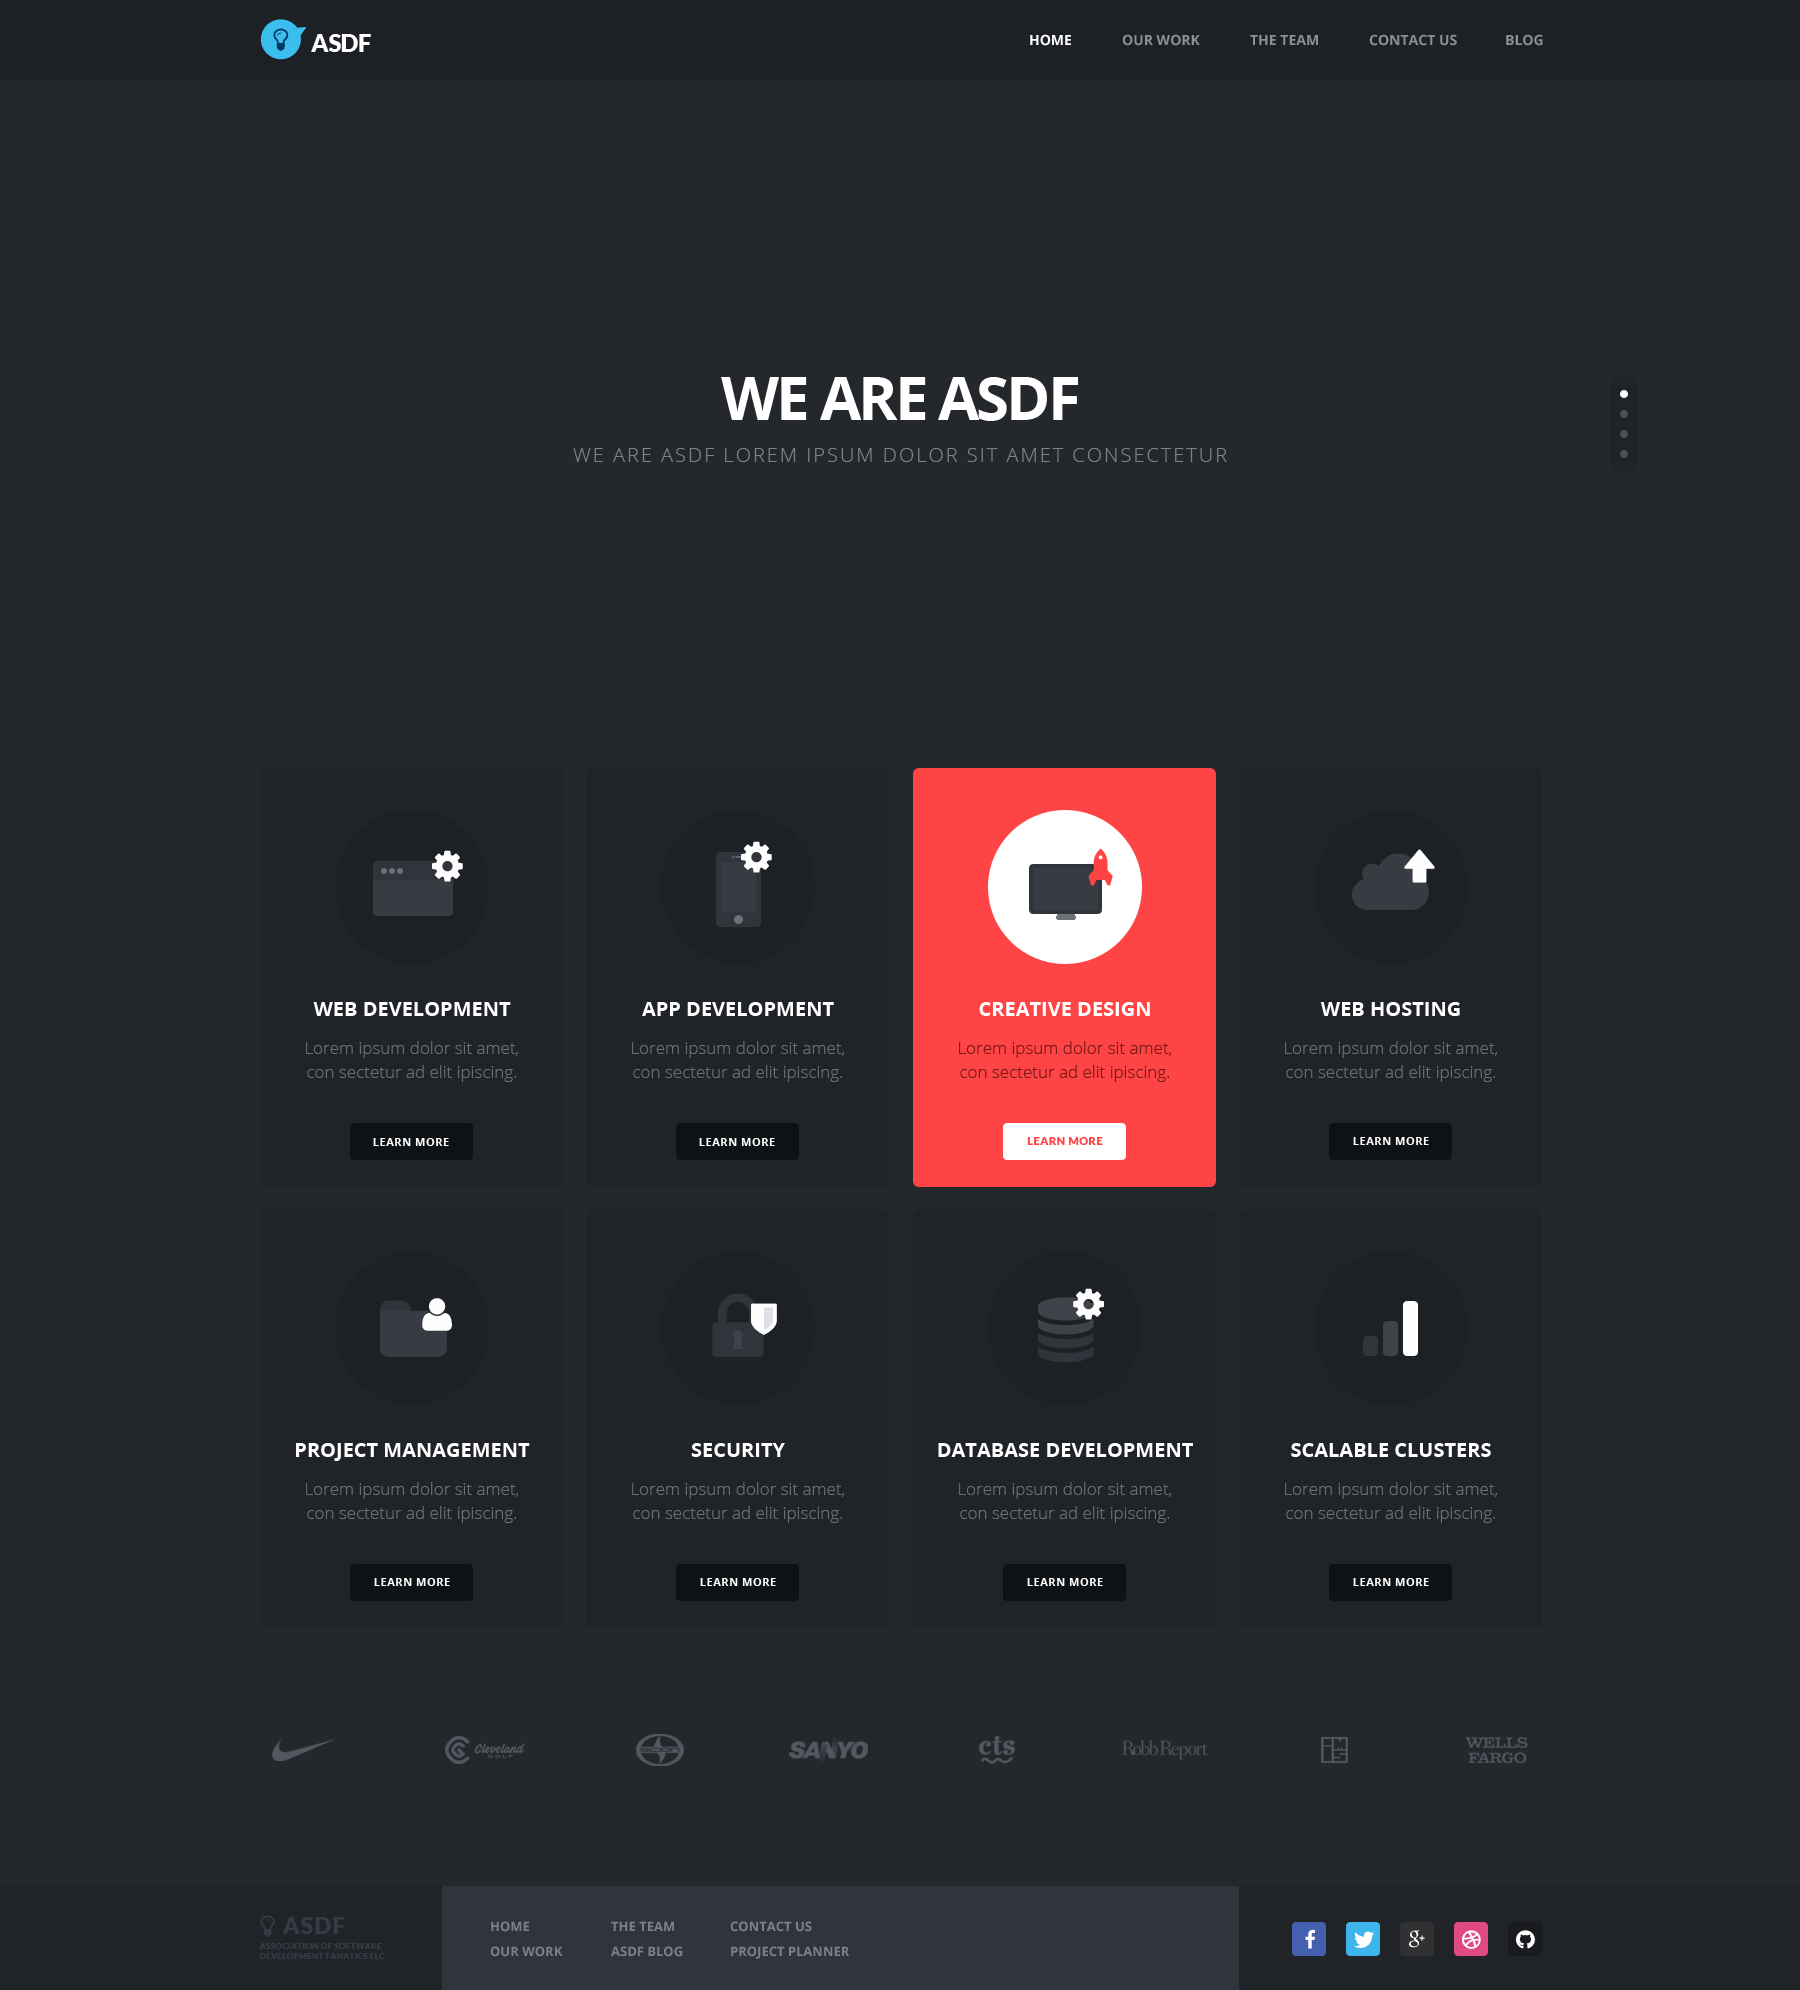 ASDF
HOME
OUR WORK
THE TEAM
CONTACT US
BLOG
WE ARE ASDF
WE ARE ASDF LOREM IPSUM DOLOR SIT AMET CONSECTETUR
WEB DEVELOPMENT
Lorem ipsum dolor sit amet,
con sectetur ad elit ipiscing.
LEARN MORE
APP DEVELOPMENT
Lorem ipsum dolor sit amet,
con sectetur ad elit ipiscing.
LEARN MORE
CREATIVE DESIGN
Lorem ipsum dolor sit amet,
con sectetur ad elit ipiscing.
LEARN MORE
WEB HOSTING
Lorem ipsum dolor sit amet,
con sectetur ad elit ipiscing.
LEARN MORE
PROJECT MANAGEMENT
Lorem ipsum dolor sit amet,
con sectetur ad elit ipiscing.
LEARN MORE
SECURITY
Lorem ipsum dolor sit amet,
con sectetur ad elit ipiscing.
LEARN MORE
DATABASE DEVELOPMENT
Lorem ipsum dolor sit amet,
con sectetur ad elit ipiscing.
LEARN MORE
SCALABLE CLUSTERS
Lorem ipsum dolor sit amet,
con sectetur ad elit ipiscing.
LEARN MORE
Cleveland
GOLF
SCION
SANYO
cts
Robb Report
WELLS
FARGO
ASDF
ASSOCIATION OF SOFTWARE
DEVELOPMENT FANATICS LLC.
HOME
THE TEAM
CONTACT US
OUR WORK
ASDF BLOG
PROJECT PLANNER